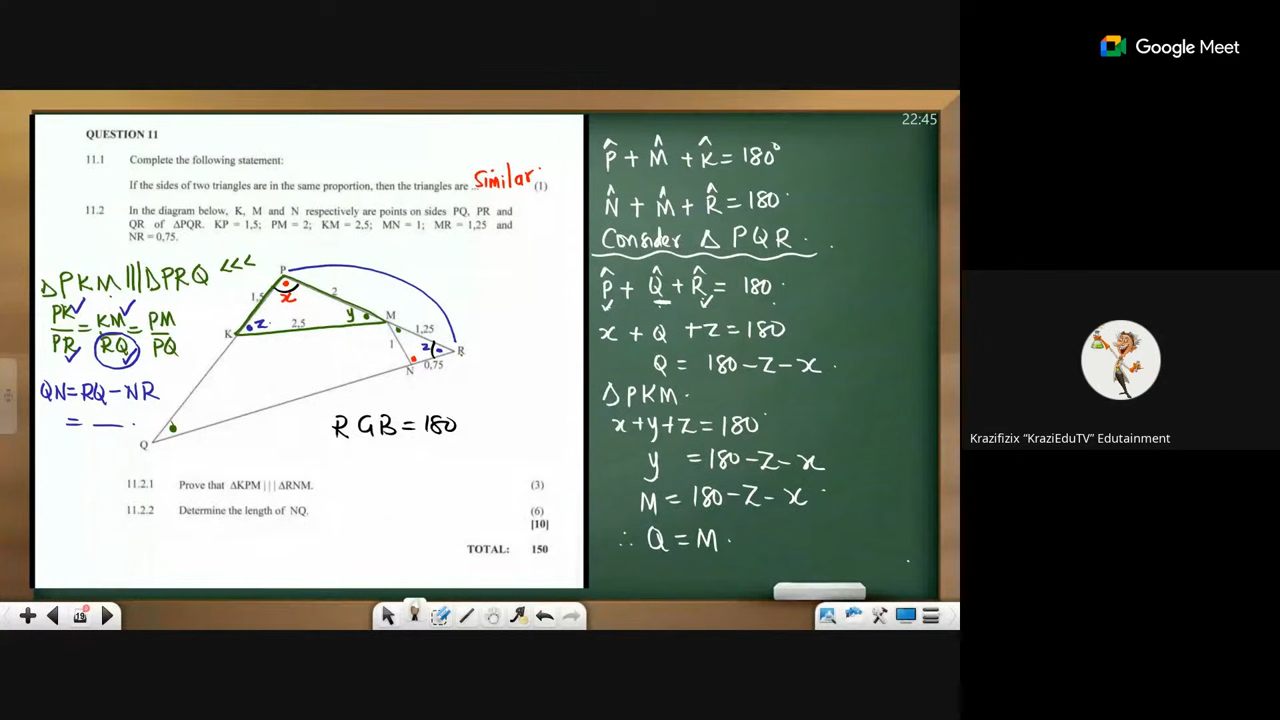 Google Meet
22:45
QUESTION 11
11.1 Complete the following statement:
If the sides of two triangles are in the same proportion, then the triangles are ... Similar. (1)
11.2 In the diagram below, K, M and N respectively are points on sides PQ, PR and
QR of ΔPQR. KP = 1,5; PM = 2; KM = 2,5; MN = 1; MR = 1,25 and
NR = 0,75.
ΔPKM ||| ΔPRQ <<<
PK/PR = KM/RQ = PM/PQ
QN = RQ - NR
= __ .
P
1,5
x
2
K
z
2,5
y
M
1,25
1
z
R
N
0,75
Q
R G B = 180
11.2.1 Prove that ΔKPM ||| ΔRNM. (3)
11.2.2 Determine the length of NQ. (6)
[10]
TOTAL: 150
P̂ + M̂ + K̂ = 180°
N̂ + M̂ + R̂ = 180.
Consider Δ PQR.
P̂ + Q̂ + R̂ = 180
x + Q + z = 180
Q = 180 - z - x.
ΔPKM.
x + y + z = 180
y = 180 - z - x
M = 180 - z - x
∴ Q = M.
19
Krazifizix "KraziEduTV" Edutainment